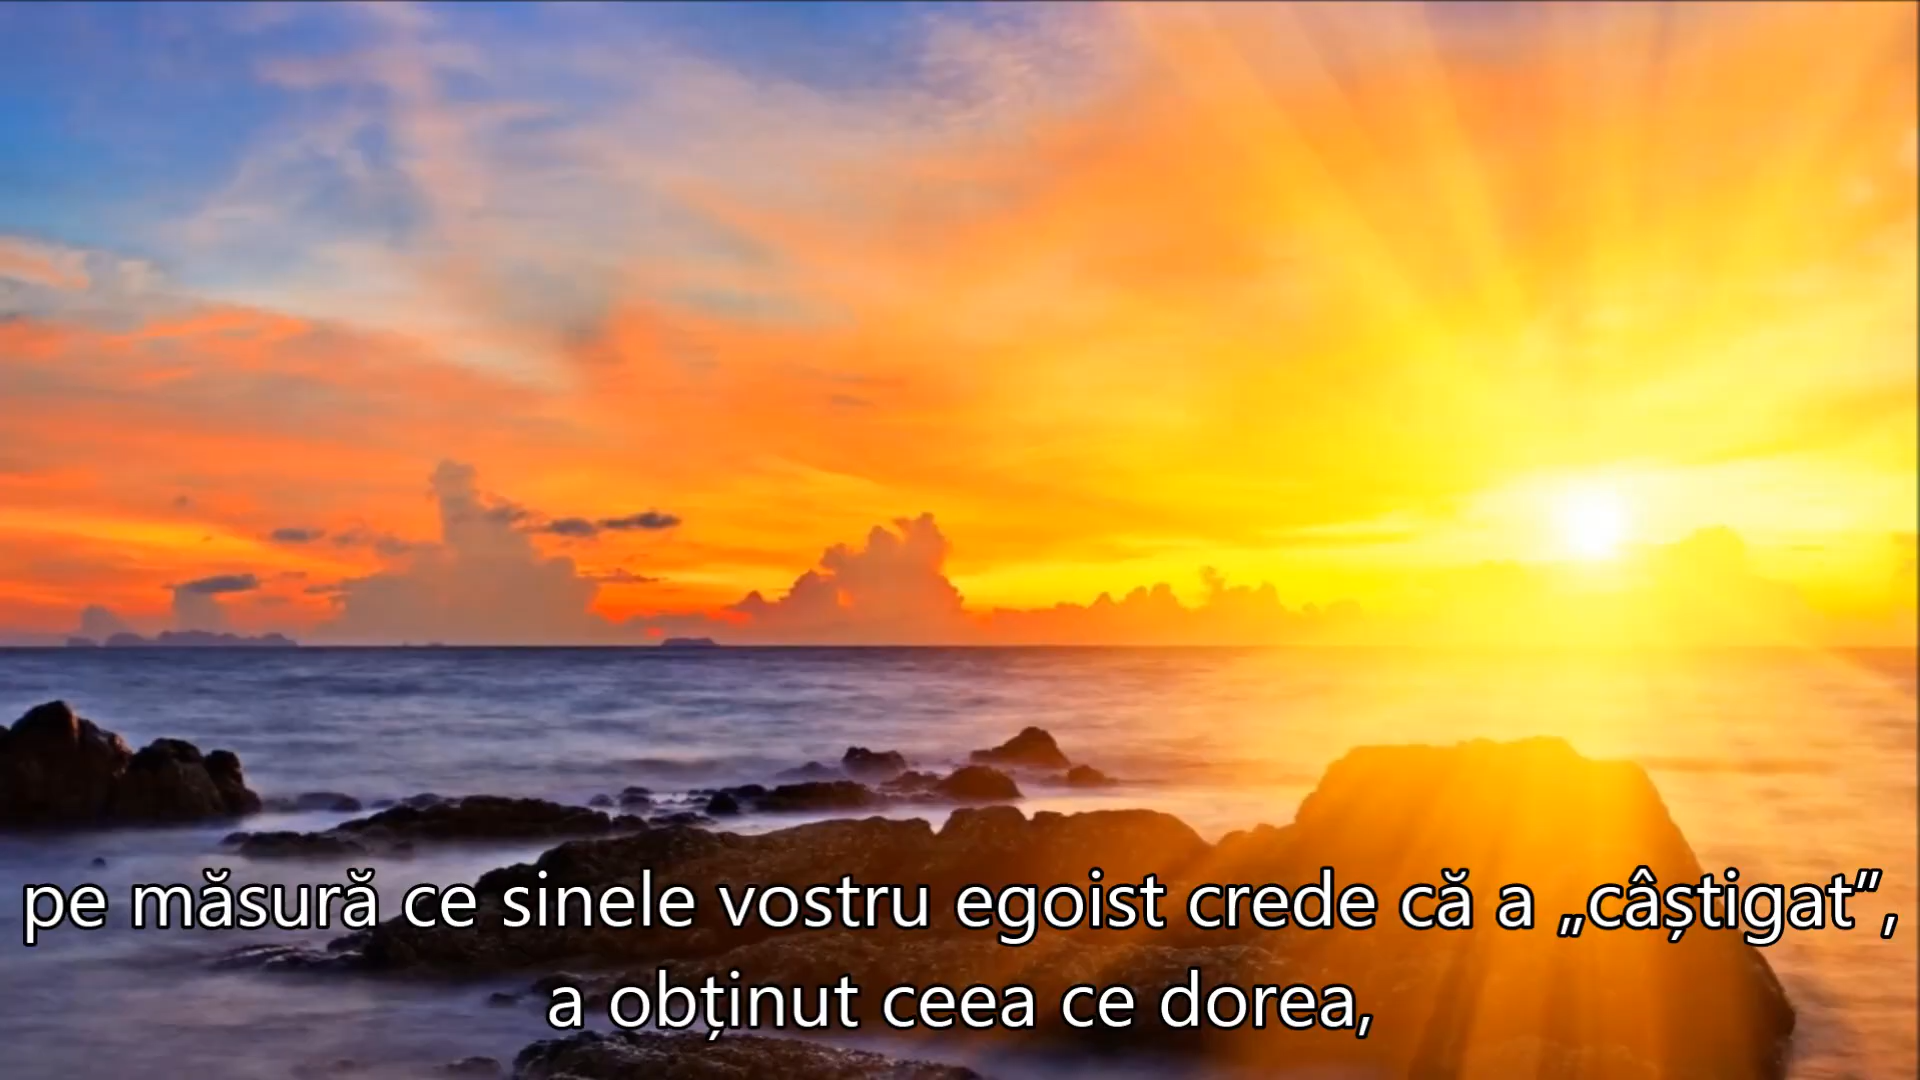 pe măsură ce sinele vostru egoist crede că a „câștigat”,
a obținut ceea ce dorea,